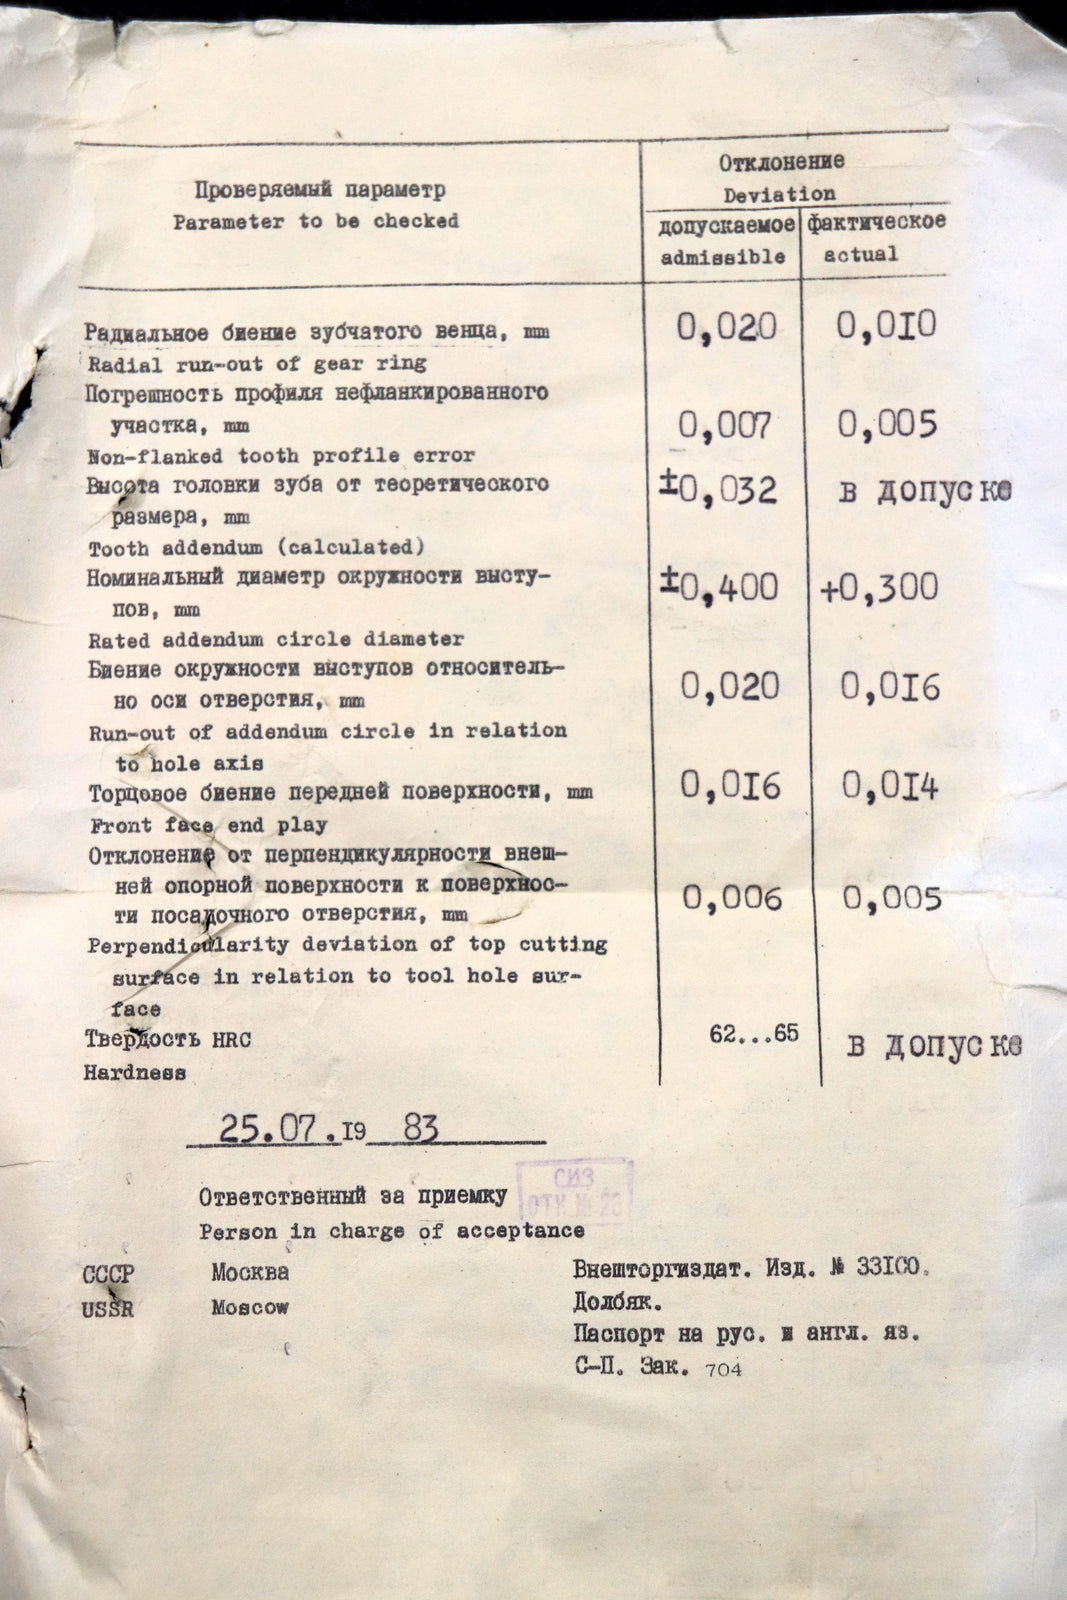 Отклонение
Deviation
Проверяемый параметр
Parameter to be checked
допускаемое фактическое
admissible actual
Радиальное биение зубчатого венца, mm 0,020 0,010
Radial run-out of gear ring
Погрешность профиля нефланкированного
участка, mm 0,007 0,005
Non-flanked tooth profile error
Высота головки зуба от теоретического ±0,032 в допуске
размера, mm
Tooth addendum (calculated)
Номинальный диаметр окружности высту- ±0,400 +0,300
пов, mm
Rated addendum circle diameter
Биение окружности выступов относитель-
но оси отверстия, mm 0,020 0,016
Run-out of addendum circle in relation
to hole axis
Торцовое биение передней поверхности, mm 0,016 0,014
Front face end play
Отклонение от перпендикулярности внеш-
ней опорной поверхности к поверхнос-
ти посадочного отверстия, mm 0,006 0,005
Perpendicularity deviation of top cutting
surface in relation to tool hole sur-
face
Твердость HRC 62...65 в допуске
Hardness
25.07.19 83
СИЗ
ОТК № 23
Ответственный за приемку
Person in charge of acceptance
СССР Москва
USSR Moscow
Внешторгиздат. Изд. № 33100.
Долбяк.
Паспорт на рус. и англ. яз.
С-П. Зак. 704